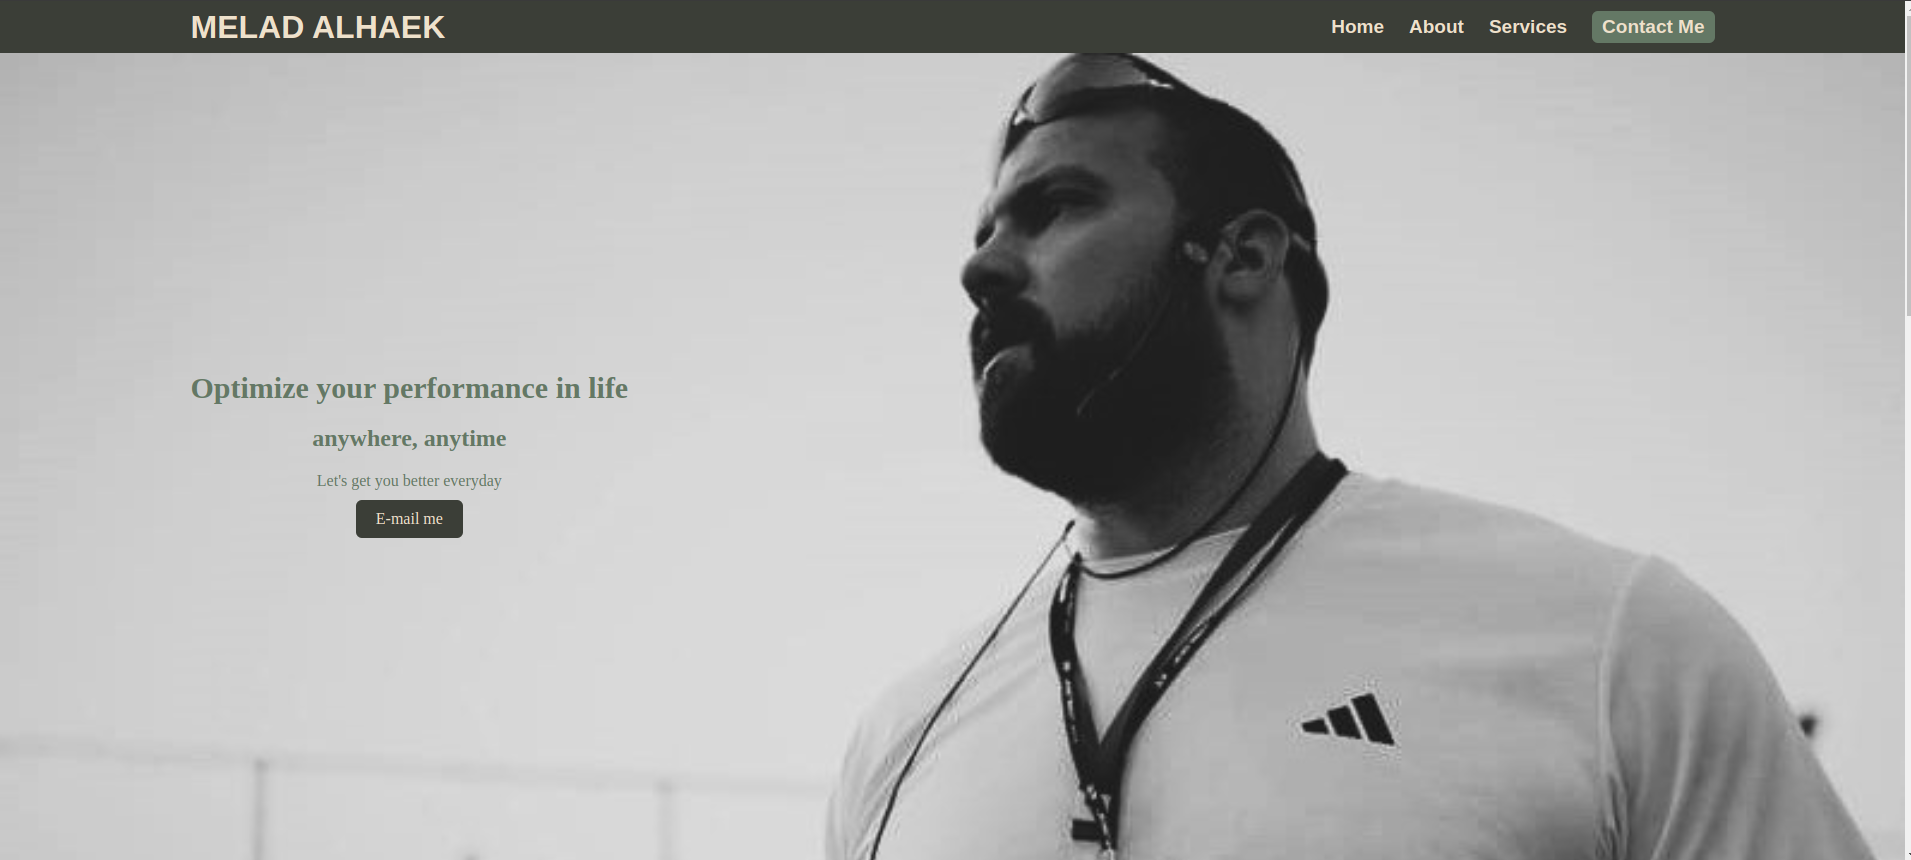 MELAD ALHAEK
Home About Services Contact Me
Optimize your performance in life
anywhere, anytime
Let's get you better everyday
E-mail me